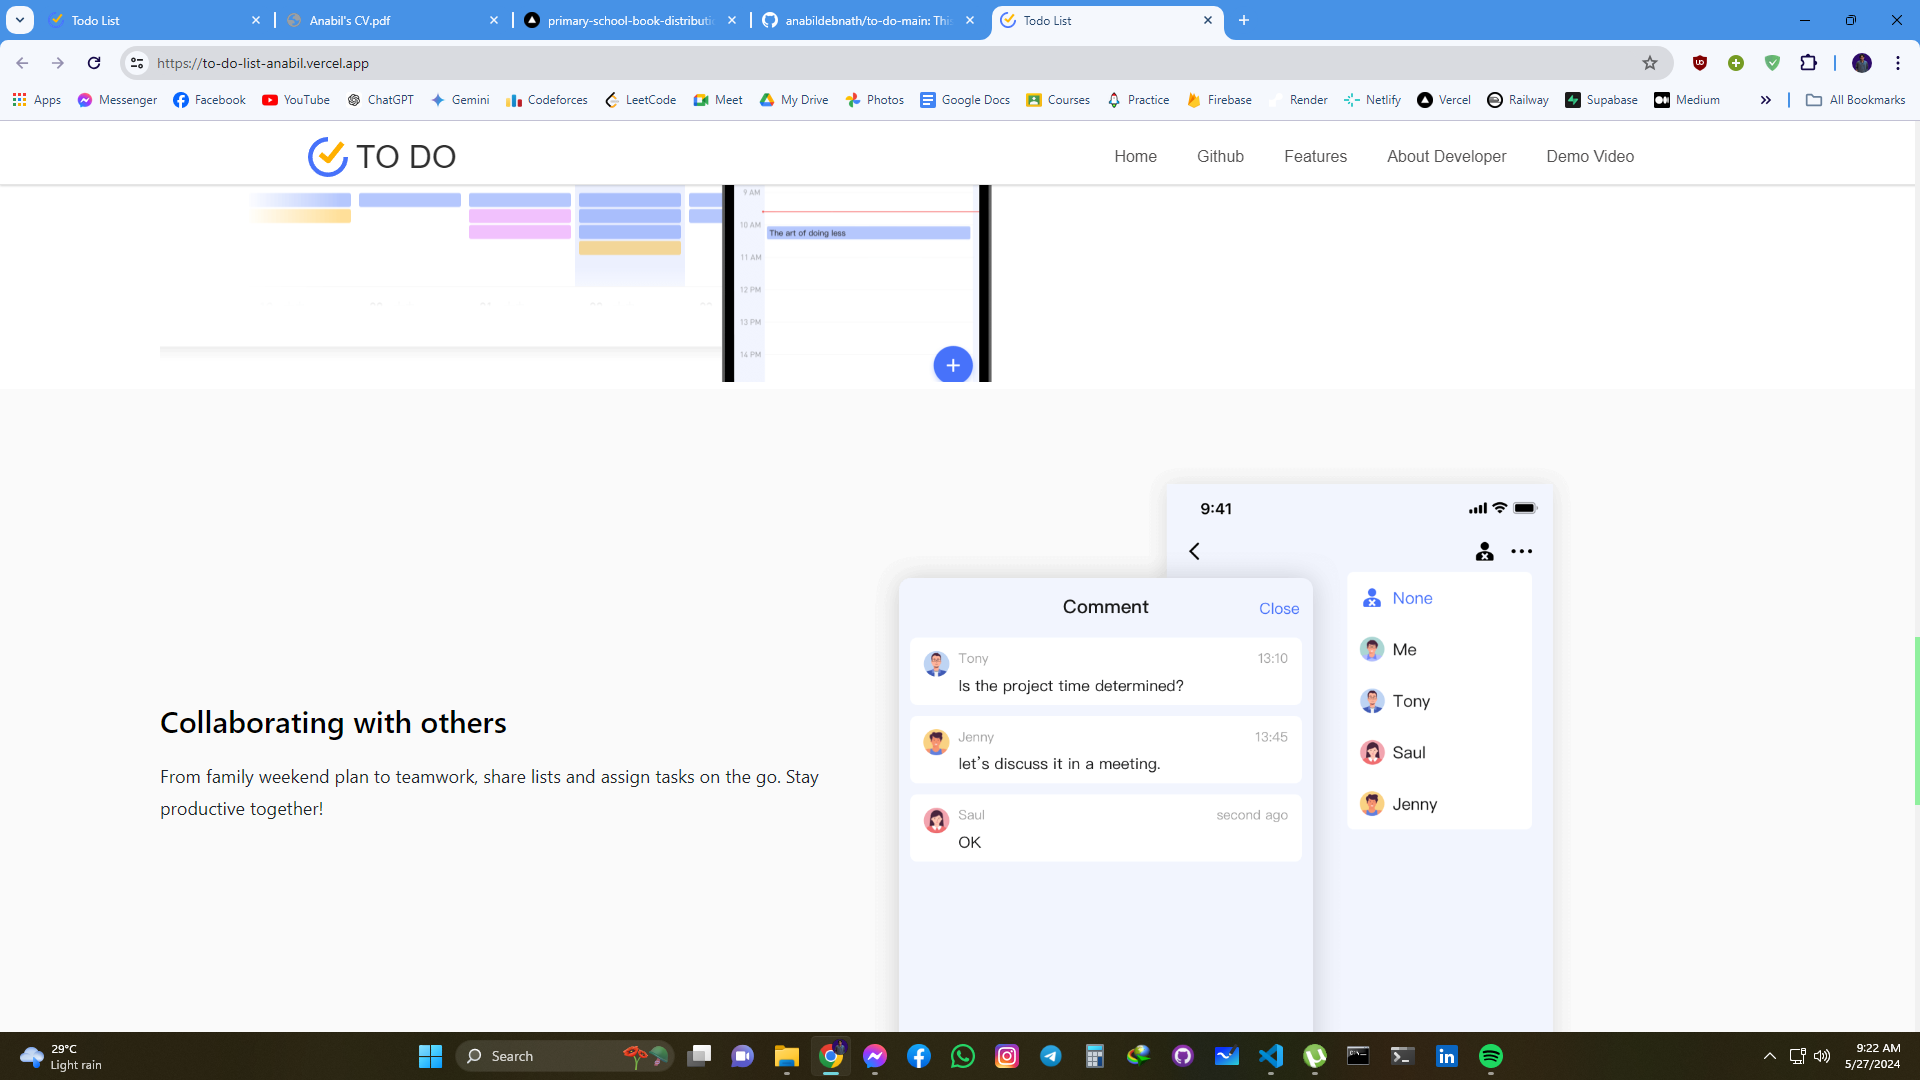 Todo List
Anabil's CV.pdf
primary-school-book-distributi
anabildebnath/to-do-main: This
Todo List
https://to-do-list-anabil.vercel.app
Apps
Messenger
Facebook
YouTube
ChatGPT
Gemini
Codeforces
LeetCode
Meet
My Drive
Photos
Google Docs
Courses
Practice
Firebase
Render
Netlify
Vercel
Railway
Supabase
Medium
All Bookmarks
TO DO
Home
Github
Features
About Developer
Demo Video
9 AM
10 AM
The art of doing less
11 AM
12 PM
13 PM
14 PM
Collaborating with others
From family weekend plan to teamwork, share lists and assign tasks on the go. Stay
productive together!
9:41
Comment
Close
Tony
13:10
Is the project time determined?
Jenny
13:45
let's discuss it in a meeting.
Saul
second ago
OK
None
Me
Tony
Saul
Jenny
29°C
Light rain
Search
9:22 AM
5/27/2024